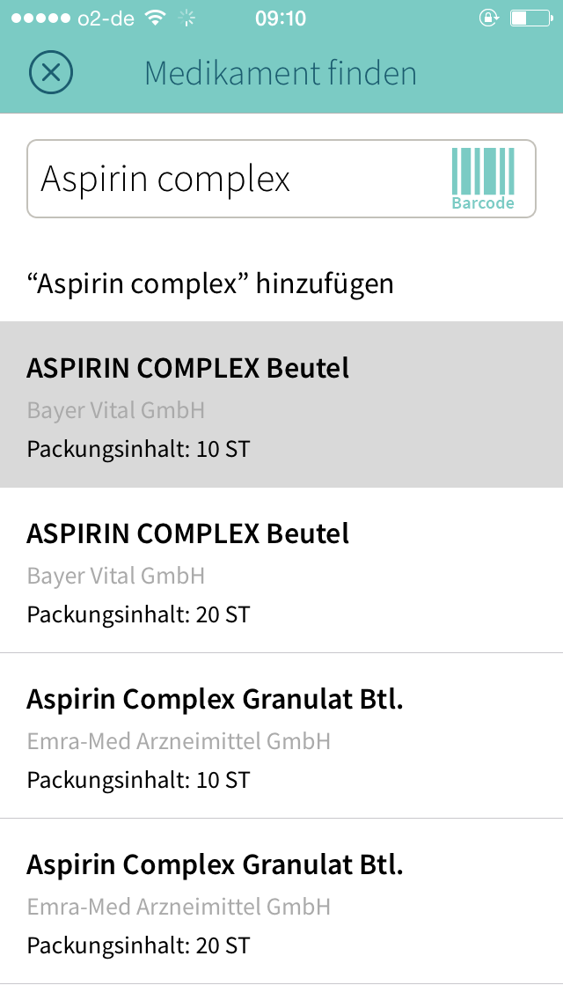 o2-de 09:10
Medikament finden
Aspirin complex
Barcode
“Aspirin complex” hinzufügen
ASPIRIN COMPLEX Beutel
Bayer Vital GmbH
Packungsinhalt: 10 ST
ASPIRIN COMPLEX Beutel
Bayer Vital GmbH
Packungsinhalt: 20 ST
Aspirin Complex Granulat Btl.
Emra-Med Arzneimittel GmbH
Packungsinhalt: 10 ST
Aspirin Complex Granulat Btl.
Emra-Med Arzneimittel GmbH
Packungsinhalt: 20 ST